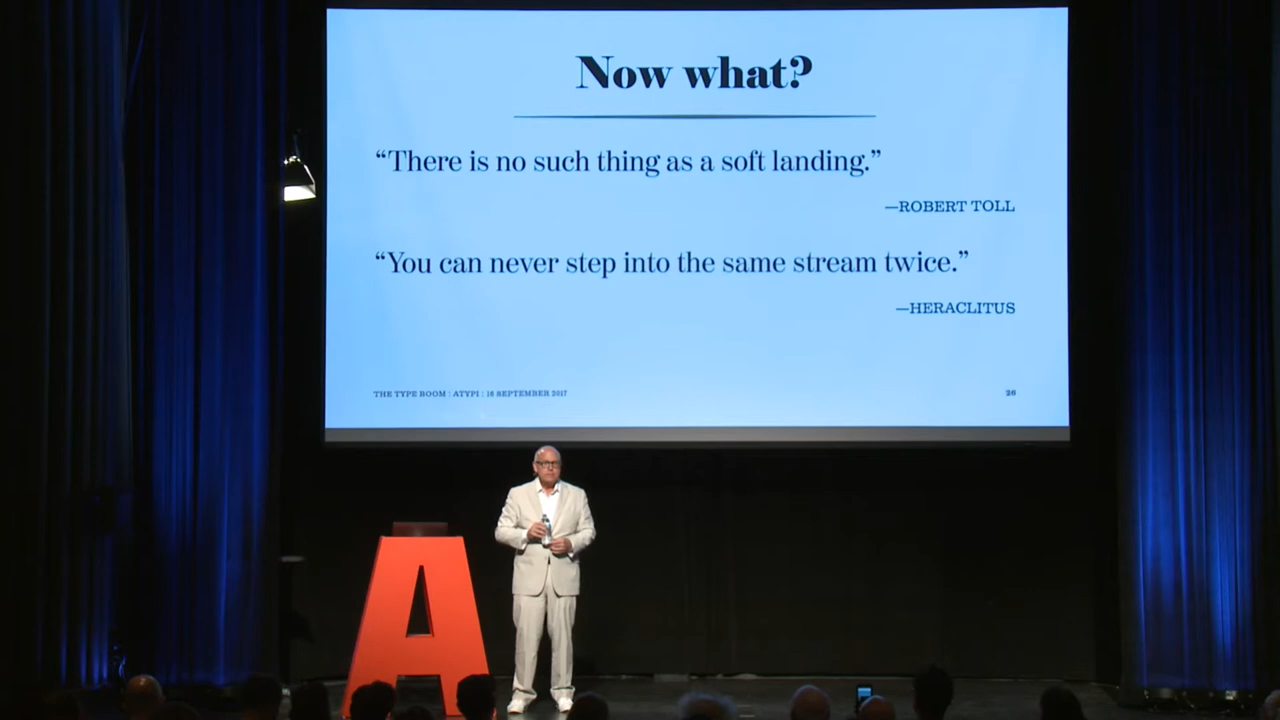 Now what?
“There is no such thing as a soft landing.”
—ROBERT TOLL
“You can never step into the same stream twice.”
—HERACLITUS
THE TYPE BOOM : ATYPI : 16 SEPTEMBER 2017
26
A